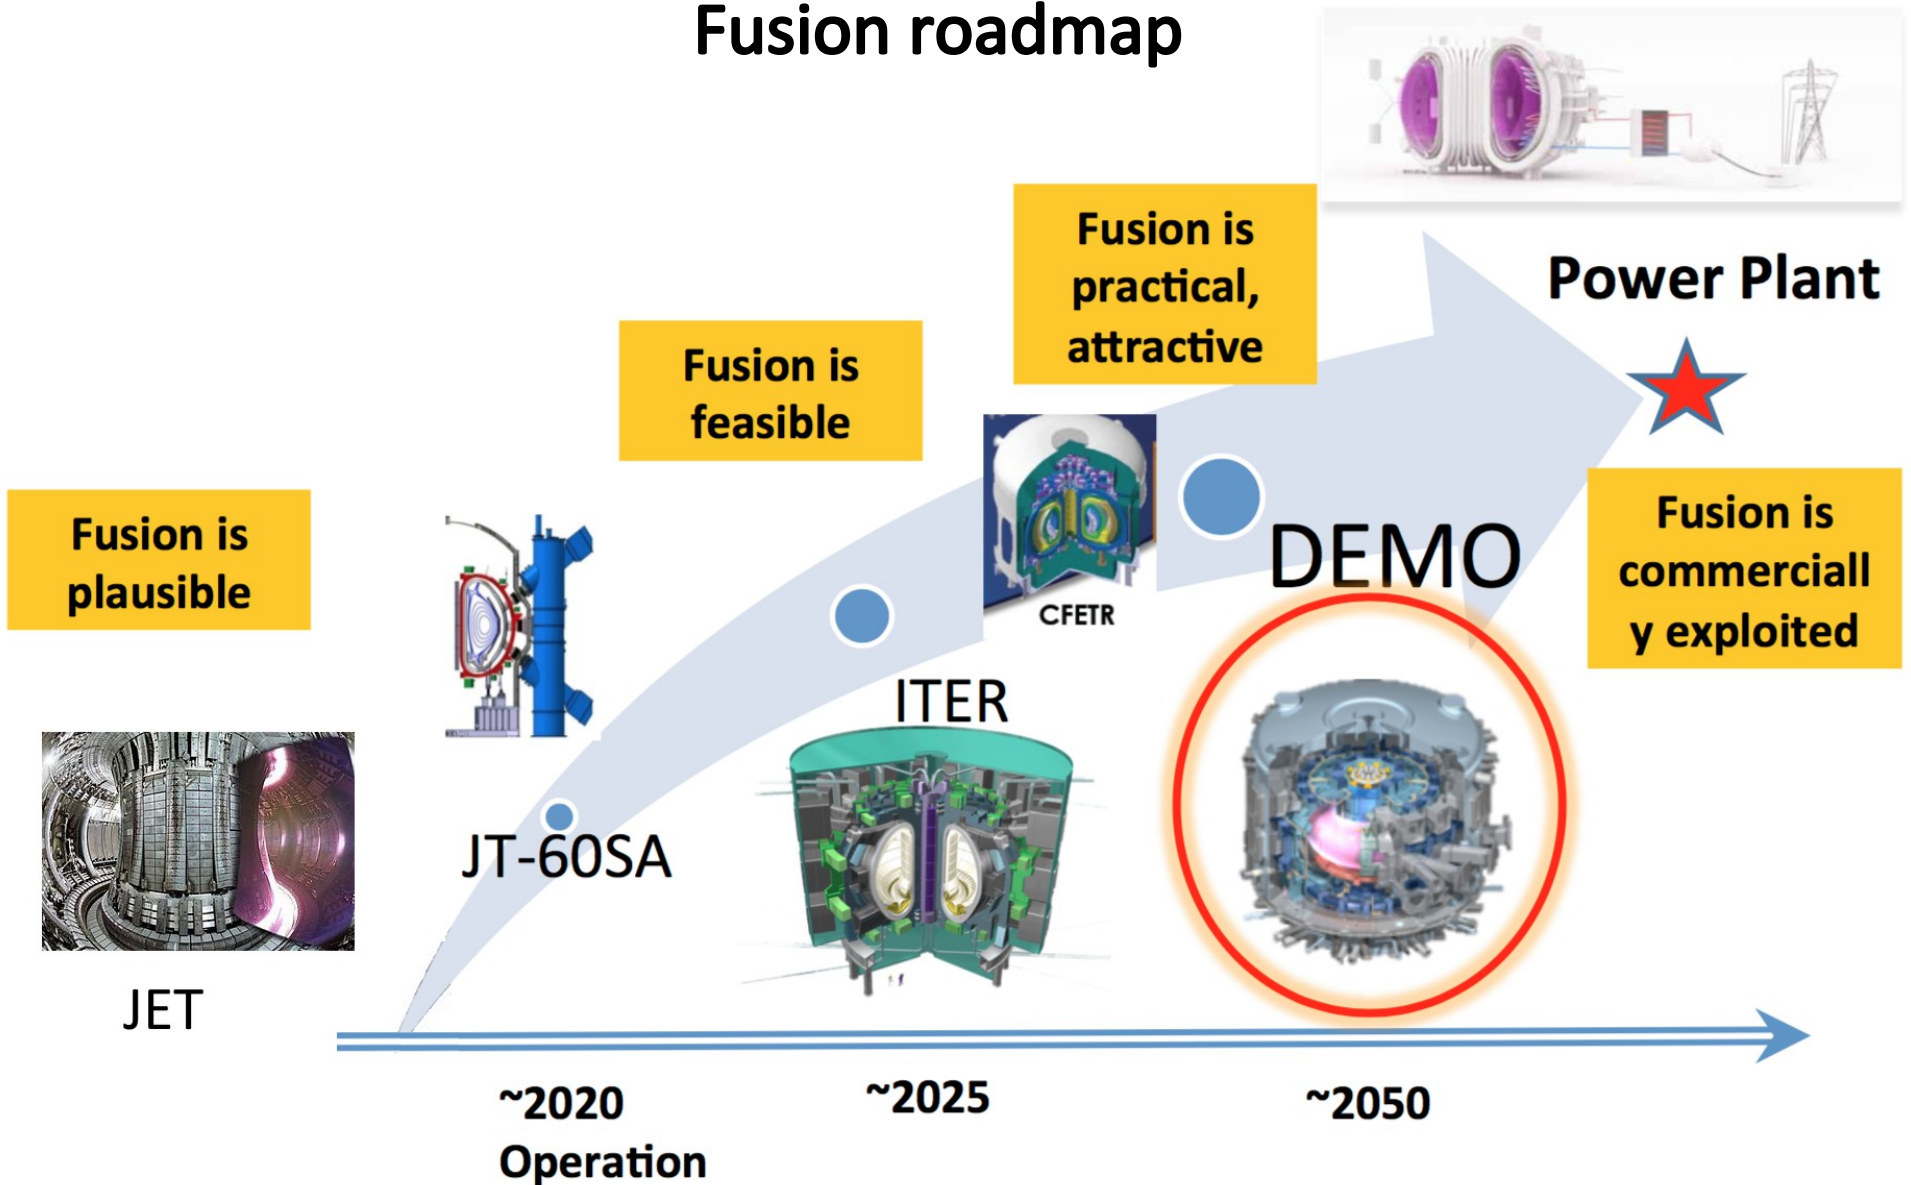 Fusion roadmap
Fusion is
practical,
attractive
Power Plant
Fusion is
feasible
Fusion is
plausible
Fusion is
commerciall
y exploited
DEMO
CFETR
ITER
JT-60SA
JET
~2020
Operation
~2025
~2050